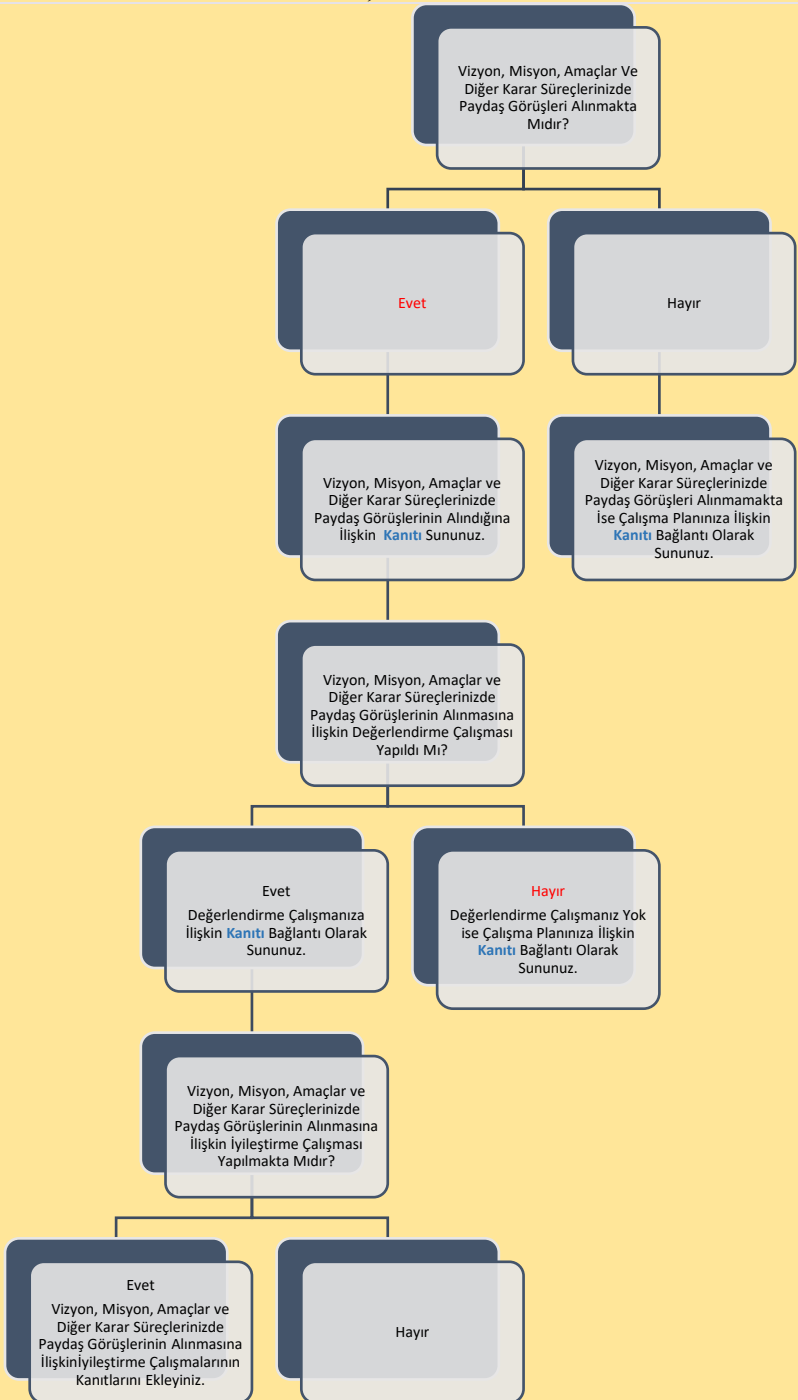 Vizyon, Misyon, Amaçlar Ve
Diğer Karar Süreçlerinizde
Paydaş Görüşleri Alınmakta
Mıdır?
Evet
Hayır
Vizyon, Misyon, Amaçlar ve
Diğer Karar Süreçlerinizde
Paydaş Görüşlerinin Alındığına
İlişkin Kanıtı Sununuz.
Vizyon, Misyon, Amaçlar ve
Diğer Karar Süreçlerinizde
Paydaş Görüşleri Alınmamakta
İse Çalışma Planınıza İlişkin
Kanıtı Bağlantı Olarak
Sununuz.
Vizyon, Misyon, Amaçlar ve
Diğer Karar Süreçlerinizde
Paydaş Görüşlerinin Alınmasına
İlişkin Değerlendirme Çalışması
Yapıldı Mı?
Evet
Değerlendirme Çalışmanıza
İlişkin Kanıtı Bağlantı Olarak
Sununuz.
Hayır
Değerlendirme Çalışmanız Yok
ise Çalışma Planınıza İlişkin
Kanıtı Bağlantı Olarak
Sununuz.
Vizyon, Misyon, Amaçlar ve
Diğer Karar Süreçlerinizde
Paydaş Görüşlerinin Alınmasına
İlişkin İyileştirme Çalışması
Yapılmakta Mıdır?
Evet
Vizyon, Misyon, Amaçlar ve
Diğer Karar Süreçlerinizde
Paydaş Görüşlerinin Alınmasına
İlişkinİyileştirme Çalışmalarının
Kanıtlarını Ekleyiniz.
Hayır